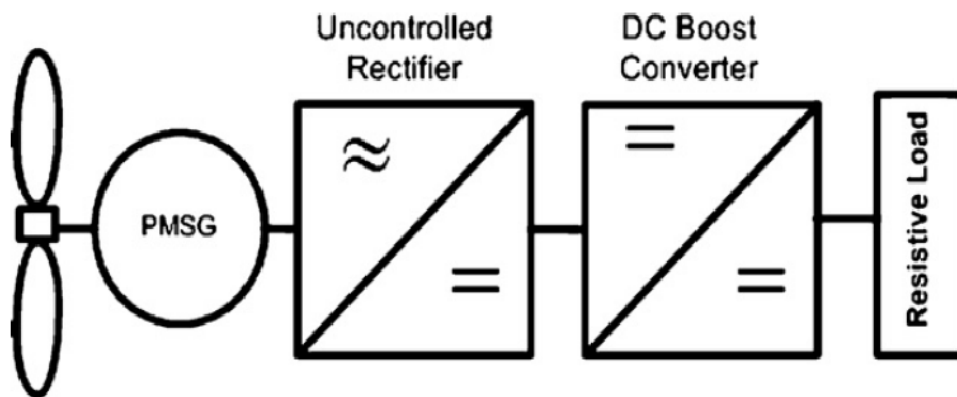 Uncontrolled
Rectifier
DC Boost
Converter
PMSG
Resistive Load